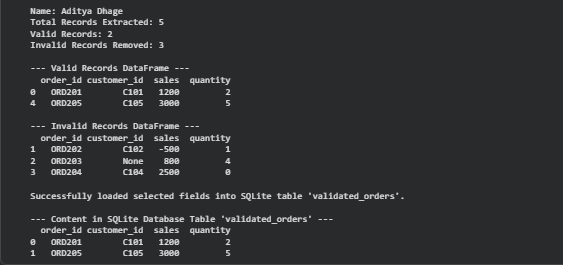 Name: Aditya Dhage
Total Records Extracted: 5
Valid Records: 2
Invalid Records Removed: 3
--- Valid Records DataFrame ---
order_id customer_id sales quantity
0 ORD201 C101 1200 2
4 ORD205 C105 3000 5
--- Invalid Records DataFrame ---
order_id customer_id sales quantity
1 ORD202 C102 -500 1
2 ORD203 None 800 4
3 ORD204 C104 2500 0
Successfully loaded selected fields into SQLite table 'validated_orders'.
--- Content in SQLite Database Table 'validated_orders' ---
order_id customer_id sales quantity
0 ORD201 C101 1200 2
1 ORD205 C105 3000 5